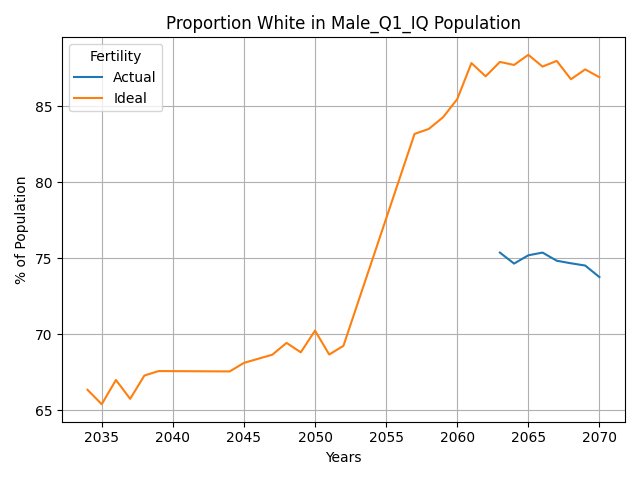 Proportion White in Male_Q1_IQ Population
Fertility
Actual
Ideal
% of Population
85
80
75
70
65
2035
2040
2045
2050
2055
2060
2065
2070
Years